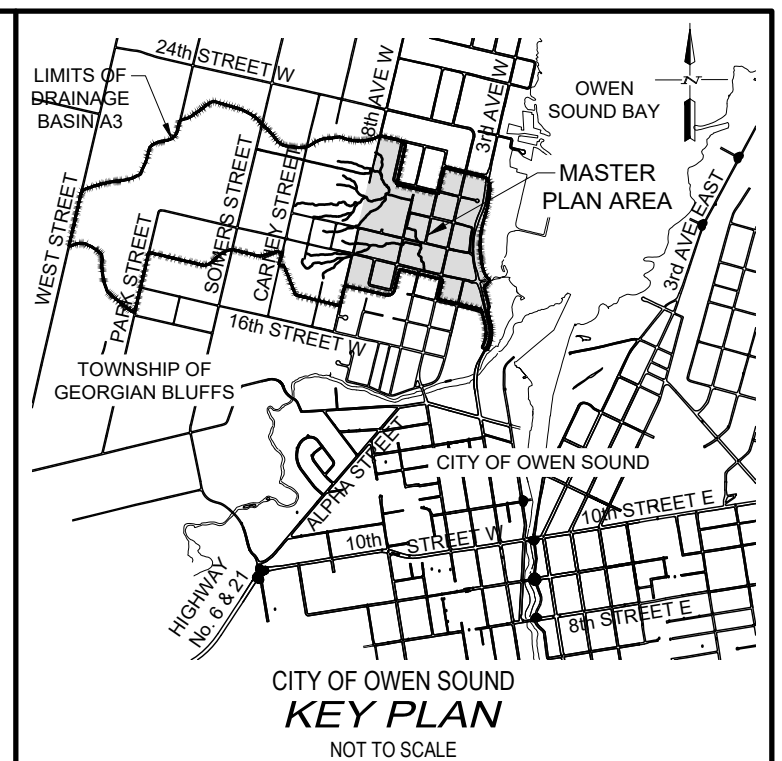 24th STREET W
LIMITS OF
DRAINAGE
BASIN A3
8th AVE W
3rd AVE W
OWEN
SOUND BAY
N
MASTER
PLAN AREA
3rd AVE EAST
WEST STREET
PARK STREET
SOMERS STREET
CARNEY STREET
16th STREET W
TOWNSHIP OF
GEORGIAN BLUFFS
ALPHA STREET
CITY OF OWEN SOUND
10th STREET E
10th STREET W
HIGHWAY
No. 6 & 21
8th STREET E
CITY OF OWEN SOUND
KEY PLAN
NOT TO SCALE